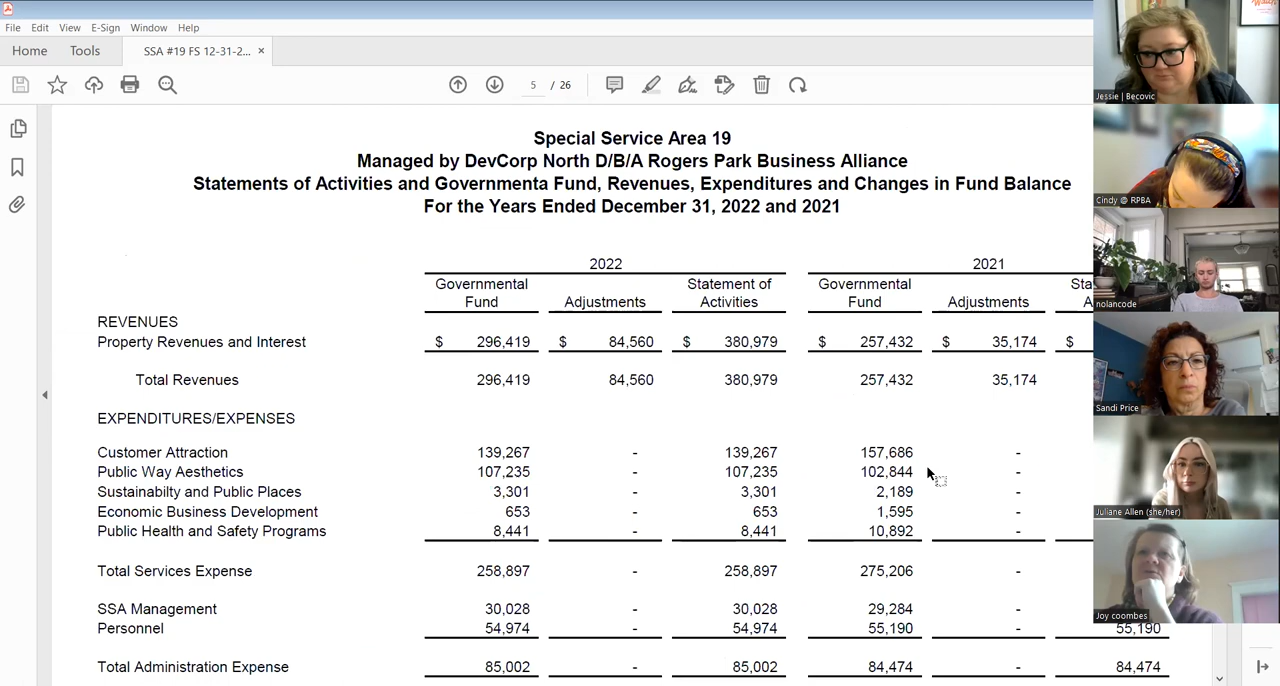 File Edit View E-Sign Window Help
Home Tools SSA #19 FS 12-31-2... ×
5 / 26
Special Service Area 19
Managed by DevCorp North D/B/A Rogers Park Business Alliance
Statements of Activities and Governmenta Fund, Revenues, Expenditures and Changes in Fund Balance
For the Years Ended December 31, 2022 and 2021
2022 2021
Governmental Statement of Governmental Sta
Fund Adjustments Activities Fund Adjustments A
REVENUES
Property Revenues and Interest $ 296,419 $ 84,560 $ 380,979 $ 257,432 $ 35,174 $
Total Revenues 296,419 84,560 380,979 257,432 35,174
EXPENDITURES/EXPENSES
Customer Attraction 139,267 - 139,267 157,686 -
Public Way Aesthetics 107,235 - 107,235 102,844 -
Sustainabilty and Public Places 3,301 - 3,301 2,189 -
Economic Business Development 653 - 653 1,595 -
Public Health and Safety Programs 8,441 - 8,441 10,892 -
Total Services Expense 258,897 - 258,897 275,206 -
SSA Management 30,028 - 30,028 29,284 -
Personnel 54,974 - 54,974 55,190 - 55,190
Total Administration Expense 85,002 - 85,002 84,474 - 84,474
Jessie | Becovic
Cindy @ RPBA
nolancode
Sandi Price
Juliane Allen (she/her)
Joy coombes